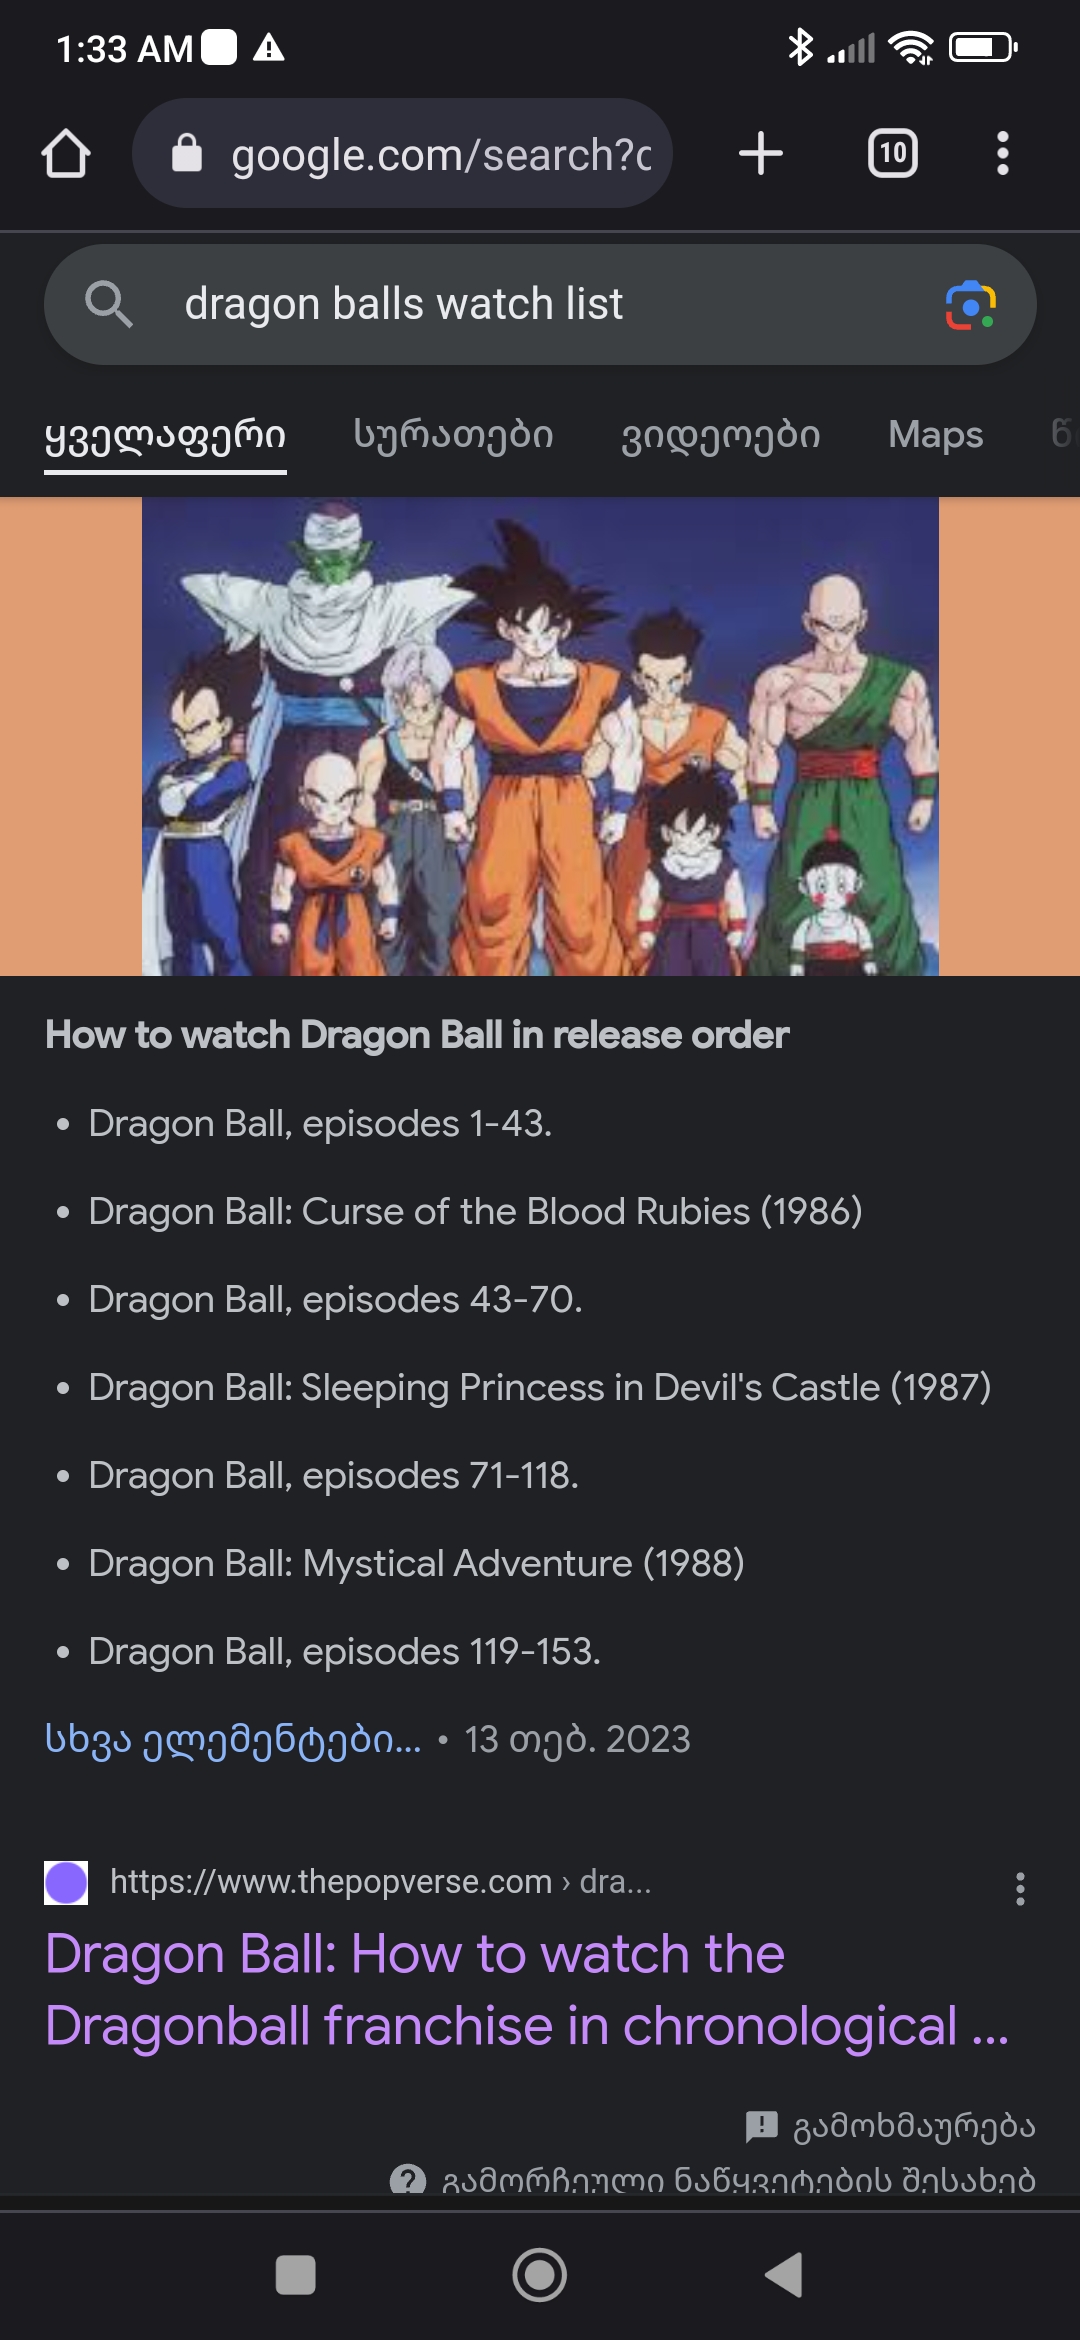 1:33 AM
google.com/search?c
10
dragon balls watch list
ყველაფერი სურათები ვიდეოები Maps
How to watch Dragon Ball in release order
• Dragon Ball, episodes 1-43.
• Dragon Ball: Curse of the Blood Rubies (1986)
• Dragon Ball, episodes 43-70.
• Dragon Ball: Sleeping Princess in Devil's Castle (1987)
• Dragon Ball, episodes 71-118.
• Dragon Ball: Mystical Adventure (1988)
• Dragon Ball, episodes 119-153.
სხვა ელემენტები... • 13 თებ. 2023
https://www.thepopverse.com › dra...
Dragon Ball: How to watch the
Dragonball franchise in chronological ...
გამოხმაურება
გამორჩეული ნაწყვეტების შესახებ